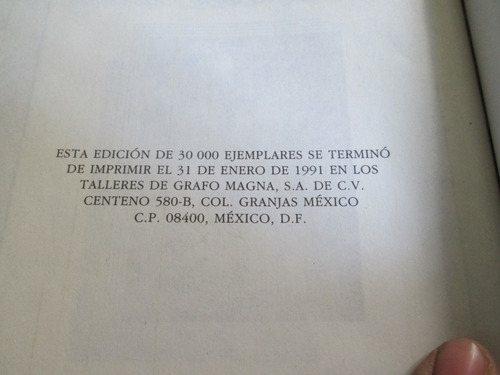 ESTA EDICIÓN DE 30 000 EJEMPLARES SE TERMINÓ
DE IMPRIMIR EL 31 DE ENERO DE 1991 EN LOS
TALLERES DE GRAFO MAGNA, S.A. DE C.V.
CENTENO 580-B, COL. GRANJAS MÉXICO
C.P. 08400, MÉXICO, D.F.